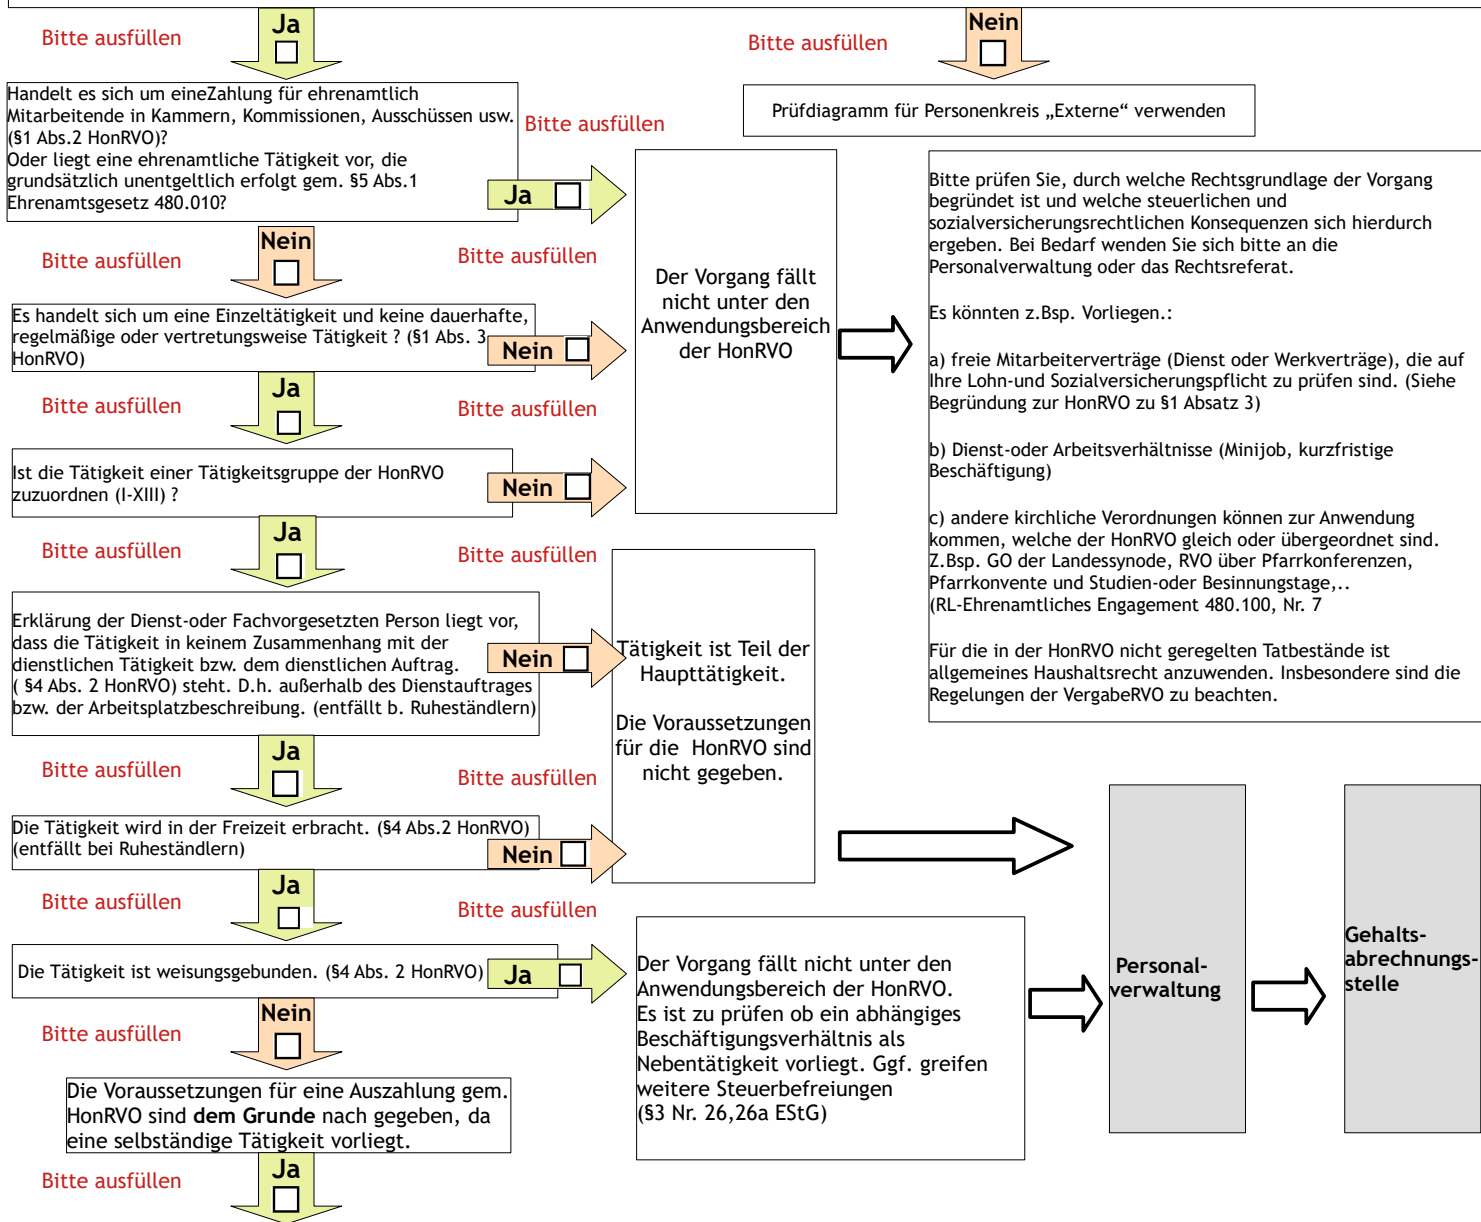 Ja
Nein
Bitte ausfüllen
Bitte ausfüllen
Handelt es sich um eineZahlung für ehrenamtlich
Mitarbeitende in Kammern, Kommissionen, Ausschüssen usw.
(§1 Abs.2 HonRVO)?
Oder liegt eine ehrenamtliche Tätigkeit vor, die
grundsätzlich unentgeltlich erfolgt gem. §5 Abs.1
Ehrenamtsgesetz 480.010?
Bitte ausfüllen
Ja
Prüfdiagramm für Personenkreis „Externe“ verwenden
Nein
Bitte ausfüllen
Bitte ausfüllen
Es handelt sich um eine Einzeltätigkeit und keine dauerhafte,
regelmäßige oder vertretungsweise Tätigkeit ? (§1 Abs. 3
HonRVO)
Nein
Der Vorgang fällt
nicht unter den
Anwendungsbereich
der HonRVO
Bitte prüfen Sie, durch welche Rechtsgrundlage der Vorgang
begründet ist und welche steuerlichen und
sozialversicherungsrechtlichen Konsequenzen sich hierdurch
ergeben. Bei Bedarf wenden Sie sich bitte an die
Personalverwaltung oder das Rechtsreferat.
Es könnten z.Bsp. Vorliegen.:
a) freie Mitarbeiterverträge (Dienst oder Werkverträge), die auf
Ihre Lohn-und Sozialversicherungspflicht zu prüfen sind. (Siehe
Begründung zur HonRVO zu §1 Absatz 3)
b) Dienst-oder Arbeitsverhältnisse (Minijob, kurzfristige
Beschäftigung)
c) andere kirchliche Verordnungen können zur Anwendung
kommen, welche der HonRVO gleich oder übergeordnet sind.
Z.Bsp. GO der Landessynode, RVO über Pfarrkonferenzen,
Pfarrkonvente und Studien-oder Besinnungstage,..
(RL-Ehrenamtliches Engagement 480.100, Nr. 7
Für die in der HonRVO nicht geregelten Tatbestände ist
allgemeines Haushaltsrecht anzuwenden. Insbesondere sind die
Regelungen der VergabeRVO zu beachten.
Ja
Bitte ausfüllen
Bitte ausfüllen
Ist die Tätigkeit einer Tätigkeitsgruppe der HonRVO
zuzuordnen (I-XIII) ?
Nein
Ja
Bitte ausfüllen
Bitte ausfüllen
Erklärung der Dienst-oder Fachvorgesetzten Person liegt vor,
dass die Tätigkeit in keinem Zusammenhang mit der
dienstlichen Tätigkeit bzw. dem dienstlichen Auftrag.
( §4 Abs. 2 HonRVO) steht. D.h. außerhalb des Dienstauftrages
bzw. der Arbeitsplatzbeschreibung. (entfällt b. Ruheständlern)
Nein
Tätigkeit ist Teil der
Haupttätigkeit.
Die Voraussetzungen
für die HonRVO sind
nicht gegeben.
Ja
Bitte ausfüllen
Bitte ausfüllen
Die Tätigkeit wird in der Freizeit erbracht. (§4 Abs.2 HonRVO)
(entfällt bei Ruheständlern)
Nein
Ja
Bitte ausfüllen
Bitte ausfüllen
Die Tätigkeit ist weisungsgebunden. (§4 Abs. 2 HonRVO)
Ja
Der Vorgang fällt nicht unter den
Anwendungsbereich der HonRVO.
Es ist zu prüfen ob ein abhängiges
Beschäftigungsverhältnis als
Nebentätigkeit vorliegt. Ggf. greifen
weitere Steuerbefreiungen
(§3 Nr. 26,26a EStG)
Personal-
verwaltung
Gehalts-
abrechnungs-
stelle
Nein
Bitte ausfüllen
Die Voraussetzungen für eine Auszahlung gem.
HonRVO sind dem Grunde nach gegeben, da
eine selbständige Tätigkeit vorliegt.
Ja
Bitte ausfüllen